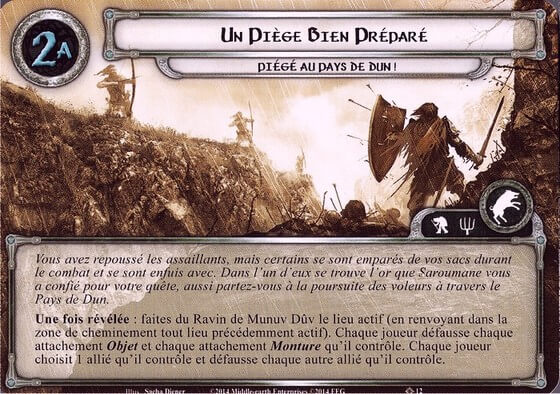 2A
Un Piège Bien Préparé
Piégé au Pays de Dun !
Vous avez repoussé les assaillants, mais certains se sont emparés de vos sacs durant
le combat et se sont enfuis avec. Dans l'un d'eux se trouve l'or que Saroumane vous
a confié pour votre quête, aussi partez-vous à la poursuite des voleurs à travers le
Pays de Dun.
Une fois révélée : faites du Ravin de Munuv Dûv le lieu actif (en renvoyant dans la
zone de cheminement tout lieu précédemment actif). Chaque joueur défausse chaque
attachement Objet et chaque attachement Monture qu'il contrôle. Chaque joueur
choisit 1 allié qu'il contrôle et défausse chaque autre allié qu'il contrôle.
Illus. Sacha Diener ©2014 Middle-earth Enterprises ©2014 FFG 12